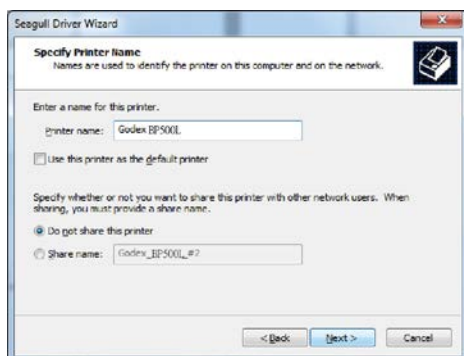 Seagull Driver Wizard
Specify Printer Name
Names are used to identify the printer on this computer and on the network.
Enter a name for this printer.
Printer name: Godex BP500L
Use this printer as the default printer
Specify whether or not you want to share this printer with other network users. When
sharing, you must provide a share name.
Do not share this printer
Share name: Godex_BP500L_#2
< Back Next > Cancel